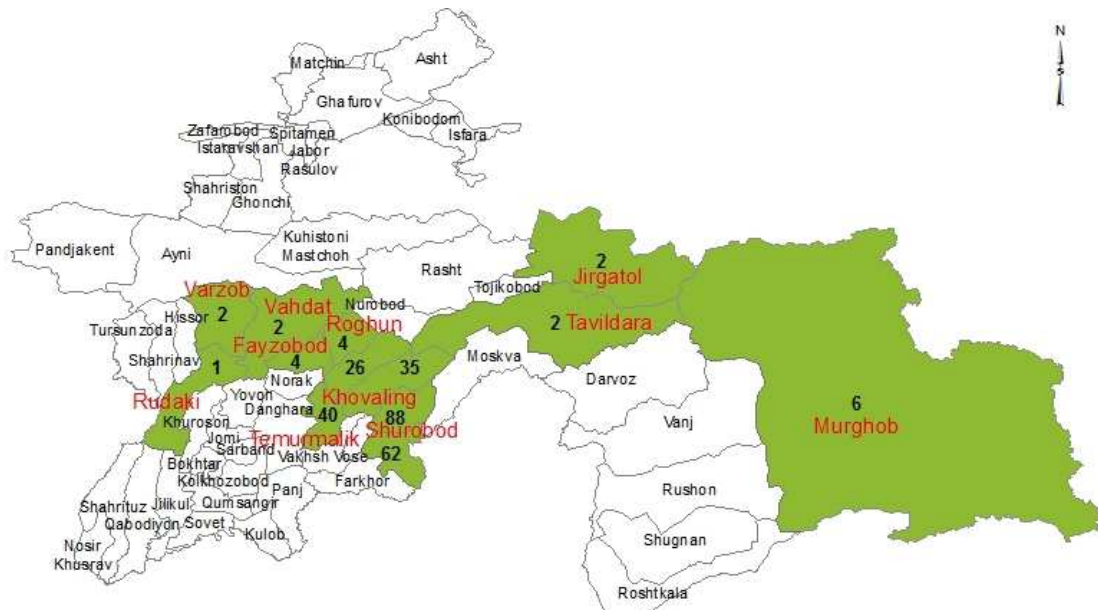 N
S
Asht
Matchin
Ghafurov
Konibodom
Isfara
Zafarobod
Spitamen
Istaravshan
Jabor
Rasulov
Shahriston
Ghonchi
Pandjakent
Ayni
Kuhistoni
Mastchoh
Rasht
2
Jirgatol
Tojikobod
Varzob
Vahdat
Nurobod
Hissor
2
2
Roghun
2 Tavildara
Tursunzoda
Fayzobod
4
Shahrinav
1
4
26
35
Moskva
Darvoz
Norak
Rudaki
Yovon
Khovaling
6
Khuroson
Danghara
40
88
Vanj
Murghob
Jomi
Temurmalik
Shurobod
Sarband
Vakhsh
Vose
62
Bokhtar
Kolkhozobod
Panj
Farkhor
Rushon
Shahrituz
Jilikul
Qumsangir
Qabodiyon
Sovet
Kulob
Shugnan
Nosir
Khusrav
Roshtkala